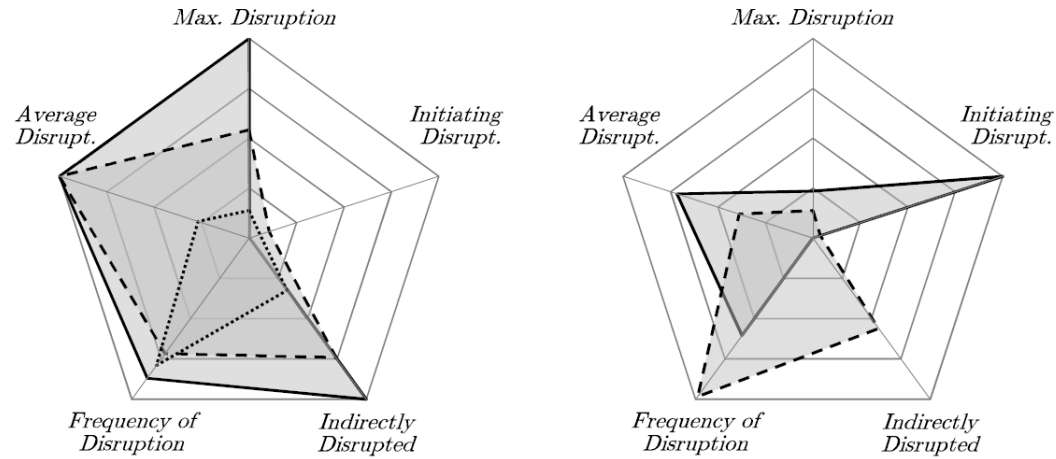 Max. Disruption
Average
Disrupt.
Initiating
Disrupt.
Frequency of
Disruption
Indirectly
Disrupted
Max. Disruption
Average
Disrupt.
Initiating
Disrupt.
Frequency of
Disruption
Indirectly
Disrupted